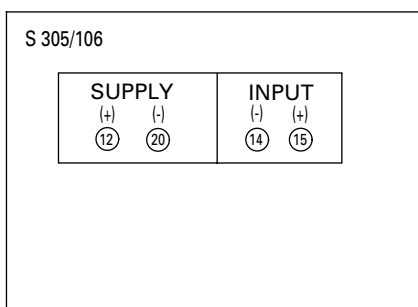 S 305/106
SUPPLY INPUT
(+) (-) (-) (+)
12 20 14 15